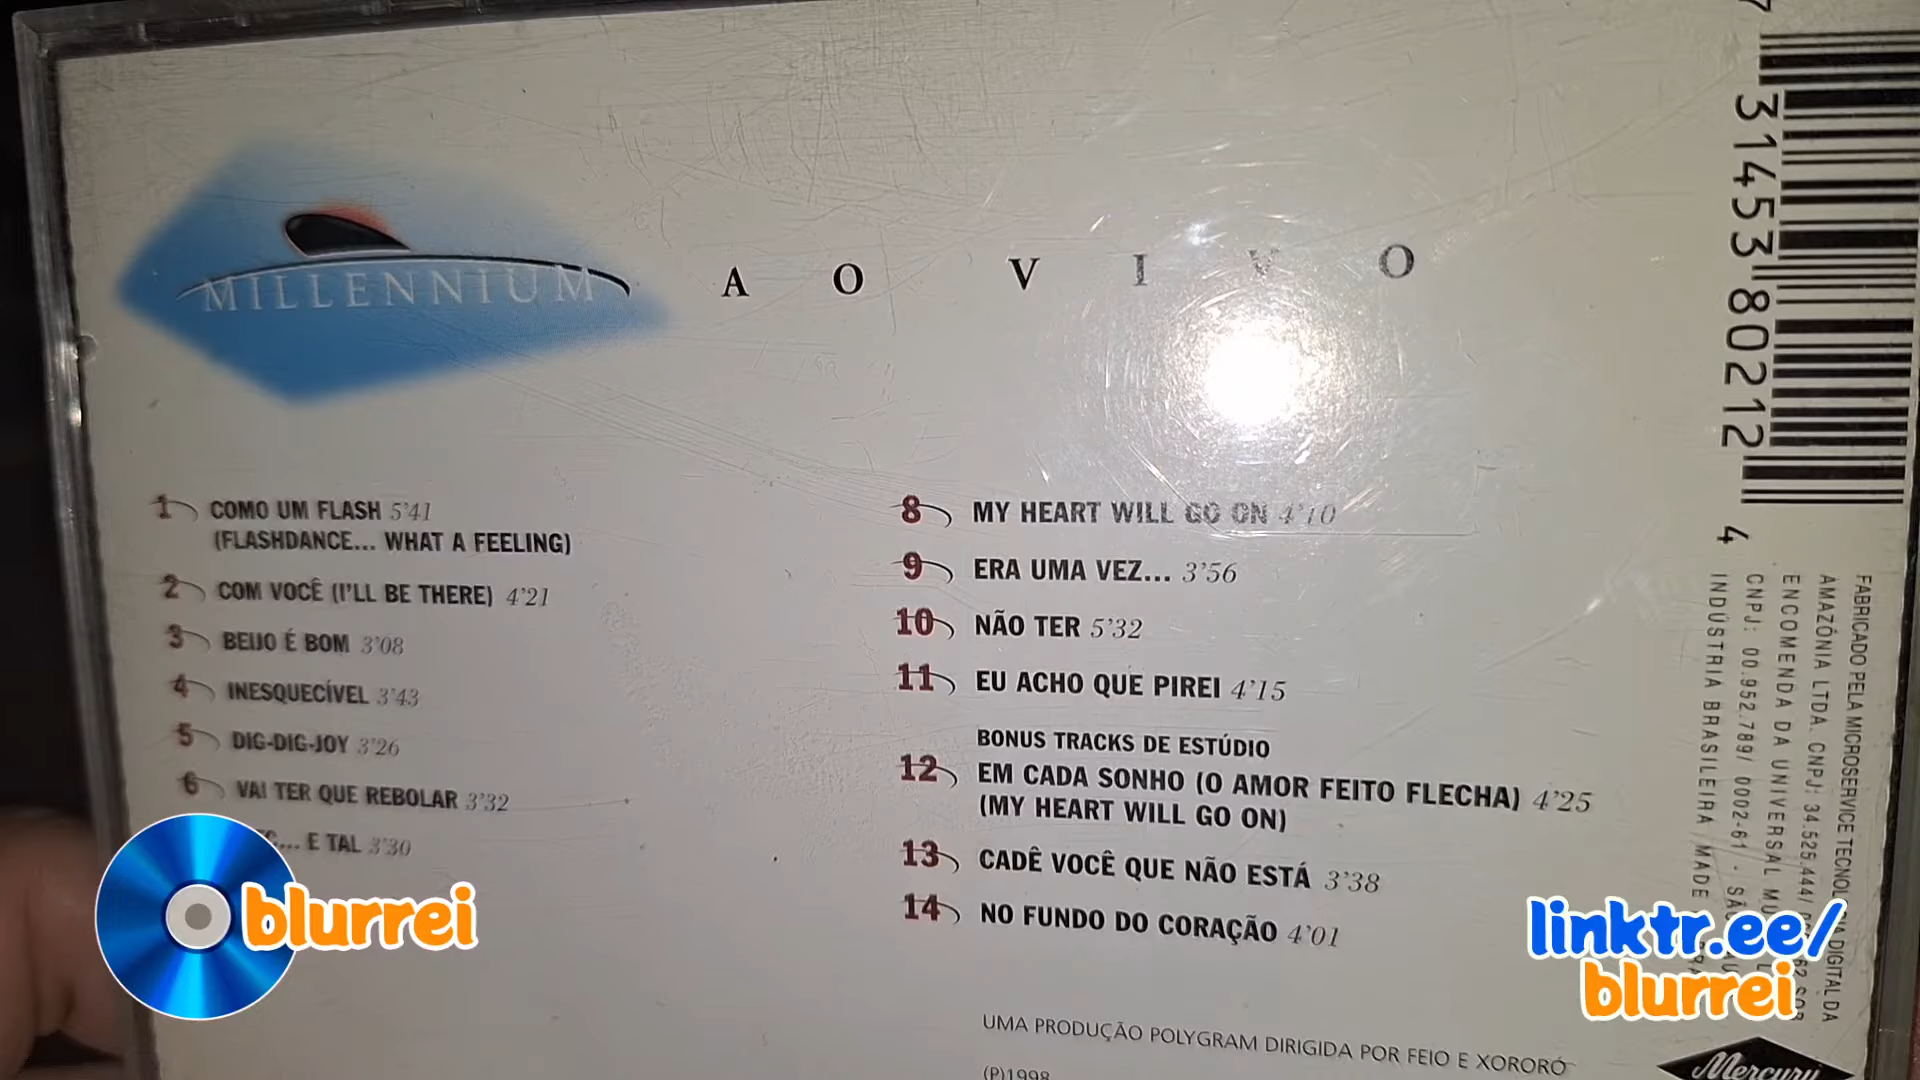 MILLENNIUM
A O V I V O
1 COMO UM FLASH 5'41
(FLASHDANCE... WHAT A FEELING)
2 COM VOCÊ (I'LL BE THERE) 4'21
3 BEIJO É BOM 3'08
4 INESQUECÍVEL 3'43
5 DIG-DIG-JOY 3'26
6 VAI TER QUE REBOLAR 3'32
... E TAL 3'30
8 MY HEART WILL GO ON 4'10
9 ERA UMA VEZ... 3'56
10 NÃO TER 5'32
11 EU ACHO QUE PIREI 4'15
BONUS TRACKS DE ESTÚDIO
12 EM CADA SONHO (O AMOR FEITO FLECHA) 4'25
(MY HEART WILL GO ON)
13 CADÊ VOCÊ QUE NÃO ESTÁ 3'38
14 NO FUNDO DO CORAÇÃO 4'01
UMA PRODUÇÃO POLYGRAM DIRIGIDA POR FEIO E XORORÓ
(P)1998
Mercury
7 31453 80212 4
FABRICADO PELA MICROSERVICE DIGITAL DA
AMAZÔNIA LTDA. CNPJ: 34.525.444/
ENCOMENDA DA UNIVERSAL
CNPJ: 00.952.789/ 0002-61 -
INDÚSTRIA BRASILEIRA MADE
blurrei
linktr.ee/
blurrei